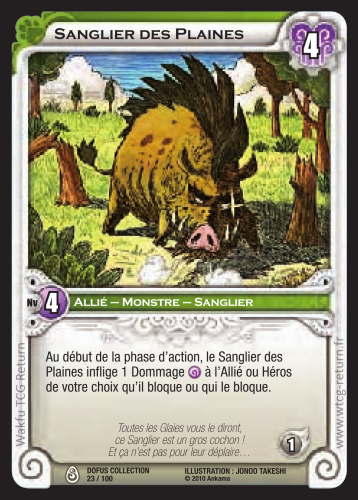 Sanglier des Plaines
4
Nv 4
Allié – Monstre – Sanglier
Au début de la phase d'action, le Sanglier des
Plaines inflige 1 Dommage à l'Allié ou Héros
de votre choix qu'il bloque ou qui le bloque.
Toutes les Glaies vous le diront,
ce Sanglier est un gros cochon !
Et ça n'est pas pour leur déplaire...
1
DOFUS COLLECTION
23 / 100
ILLUSTRATION : JONOO TAKESHI
© 2010 Ankama
Wakfu TCG Return
www.wtcg-return.fr